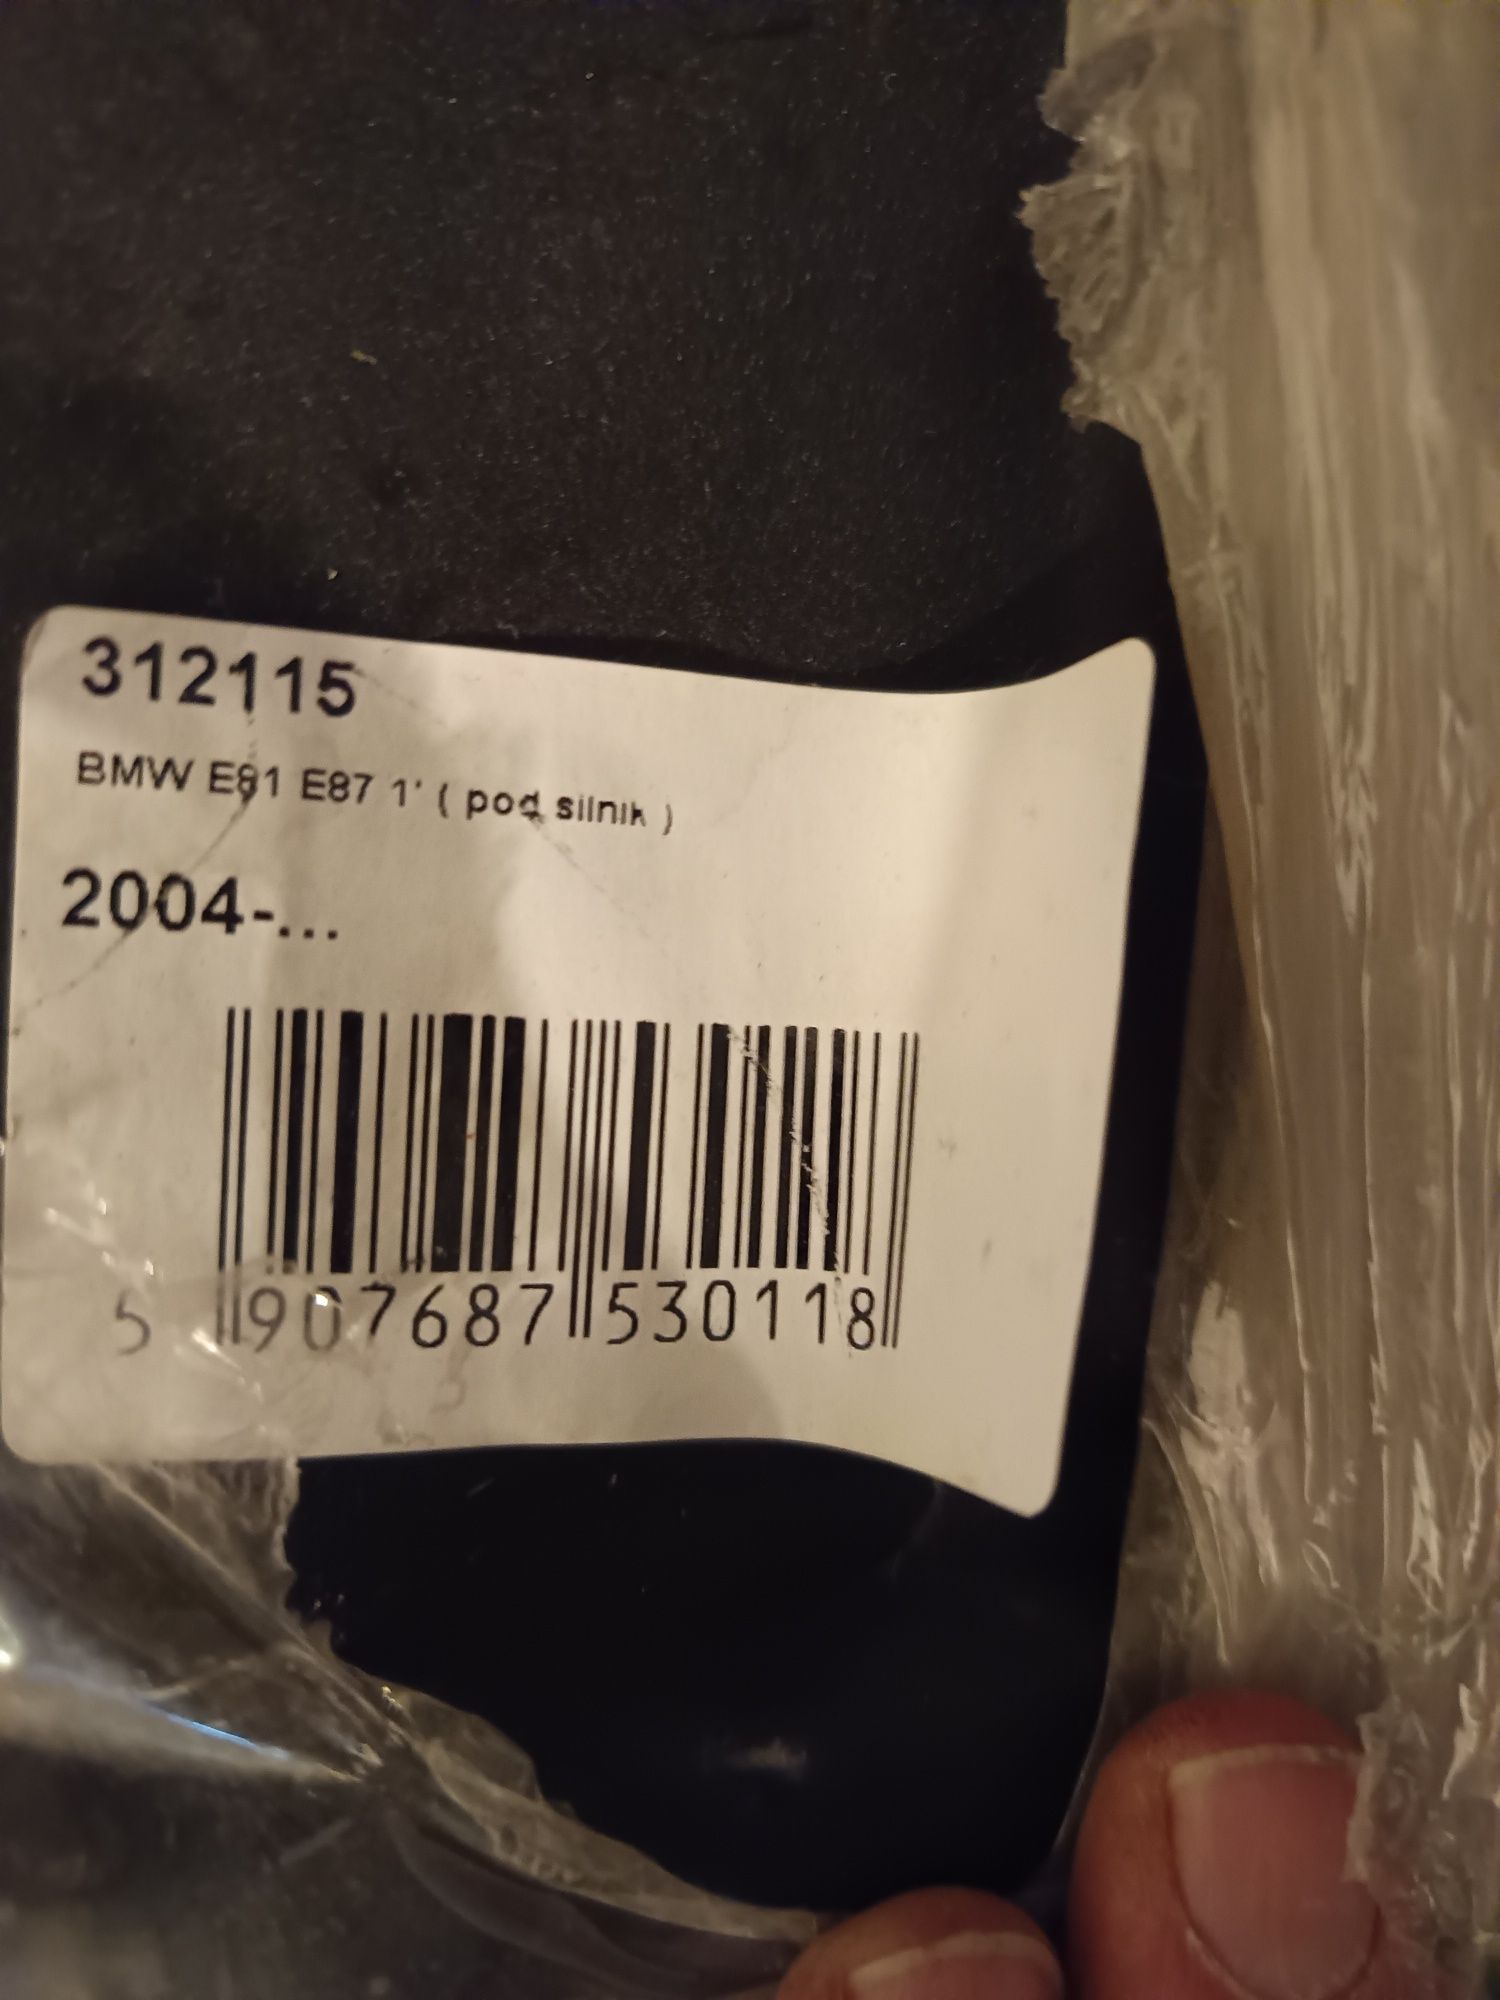 312115
BMW E81 E87 1' ( pod silnik )
2004-...
5 907687 530118